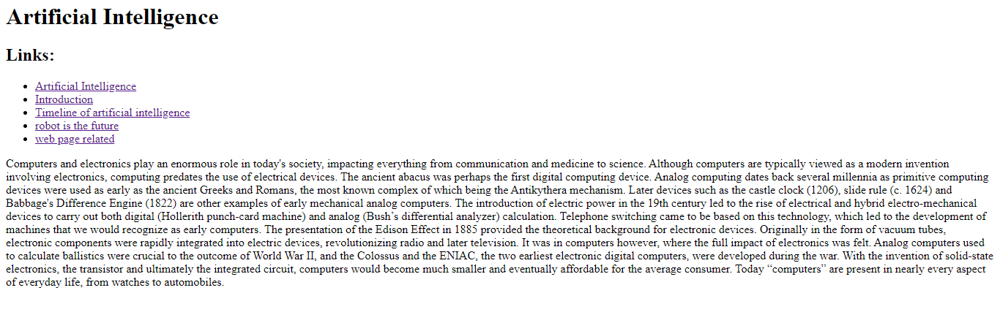 Artificial Intelligence
Links:
Artificial Intelligence
Introduction
Timeline of artificial intelligence
robot is the future
web page related
Computers and electronics play an enormous role in today's society, impacting everything from communication and medicine to science. Although computers are typically viewed as a modern invention
involving electronics, computing predates the use of electrical devices. The ancient abacus was perhaps the first digital computing device. Analog computing dates back several millennia as primitive computing
devices were used as early as the ancient Greeks and Romans, the most known complex of which being the Antikythera mechanism. Later devices such as the castle clock (1206), slide rule (c. 1624) and
Babbage's Difference Engine (1822) are other examples of early mechanical analog computers. The introduction of electric power in the 19th century led to the rise of electrical and hybrid electro-mechanical
devices to carry out both digital (Hollerith punch-card machine) and analog (Bush’s differential analyzer) calculation. Telephone switching came to be based on this technology, which led to the development of
machines that we would recognize as early computers. The presentation of the Edison Effect in 1885 provided the theoretical background for electronic devices. Originally in the form of vacuum tubes,
electronic components were rapidly integrated into electric devices, revolutionizing radio and later television. It was in computers however, where the full impact of electronics was felt. Analog computers used
to calculate ballistics were crucial to the outcome of World War II, and the Colossus and the ENIAC, the two earliest electronic digital computers, were developed during the war. With the invention of solid-state
electronics, the transistor and ultimately the integrated circuit, computers would become much smaller and eventually affordable for the average consumer. Today “computers” are present in nearly every aspect
of everyday life, from watches to automobiles.